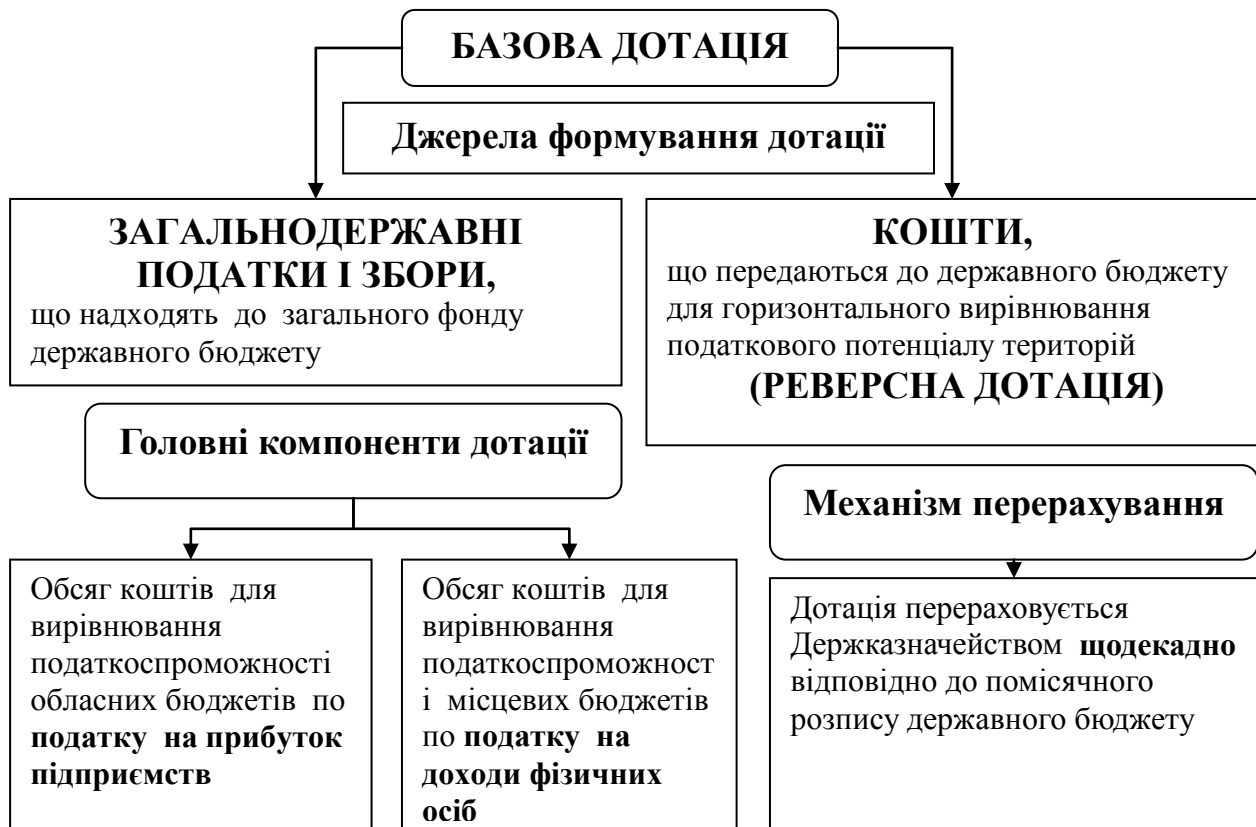 БАЗОВА ДОТАЦІЯ
Джерела формування дотації
ЗАГАЛЬНОДЕРЖАВНІ
ПОДАТКИ І ЗБОРИ,
що надходять до загального фонду
державного бюджету
КОШТИ,
що передаються до державного бюджету
для горизонтального вирівнювання
податкового потенціалу територій
(РЕВЕРСНА ДОТАЦІЯ)
Головні компоненти дотації
Механізм перерахування
Обсяг коштів для
вирівнювання
податкоспроможності
обласних бюджетів по
податку на прибуток
підприємств
Обсяг коштів для
вирівнювання
податкоспроможност
і місцевих бюджетів
по податку на
доходи фізичних
осіб
Дотація перераховується
Держказначейством щодекадно
відповідно до помісячного
розпису державного бюджету